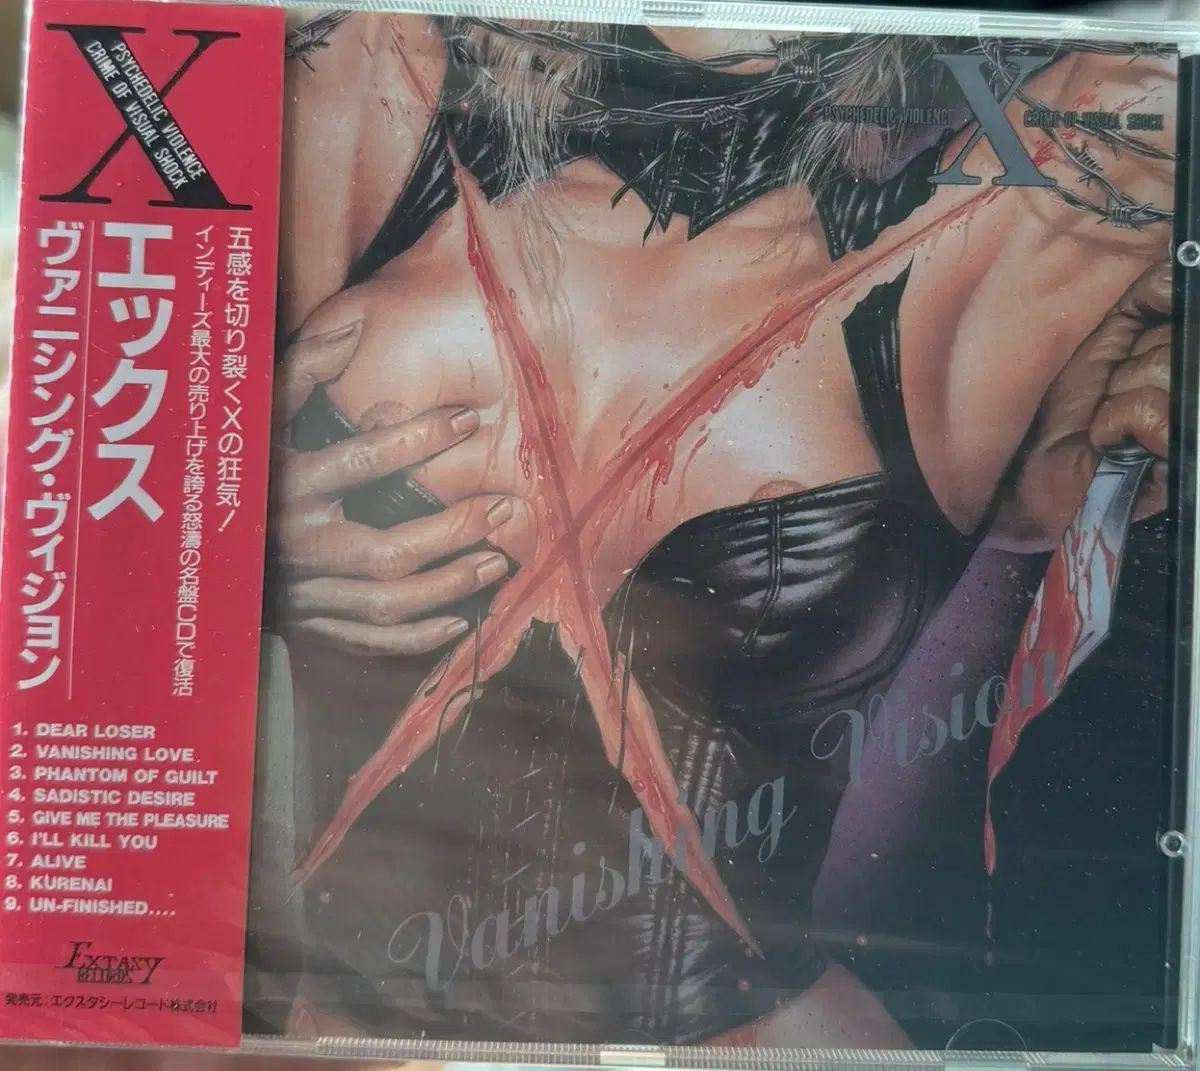 X
PSYCHEDELIC VIOLENCE
CRIME OF VISUAL SHOCK
五感を切り裂くXの狂気!
インディーズ最大の売り上げを誇る怒濤の名盤CDで復活
エックス
ヴァニシング・ヴィジョン
1. DEAR LOSER
2. VANISHING LOVE
3. PHANTOM OF GUILT
4. SADISTIC DESIRE
5. GIVE ME THE PLEASURE
6. I'LL KILL YOU
7. ALIVE
8. KURENAI
9. UN-FINISHED....
EXTASY
RECORDS
発売元:エクスタシーレコード株式会社
PSYCHEDELIC VIOLENCE X CRIME OF VISUAL SHOCK
Vanishing Vision